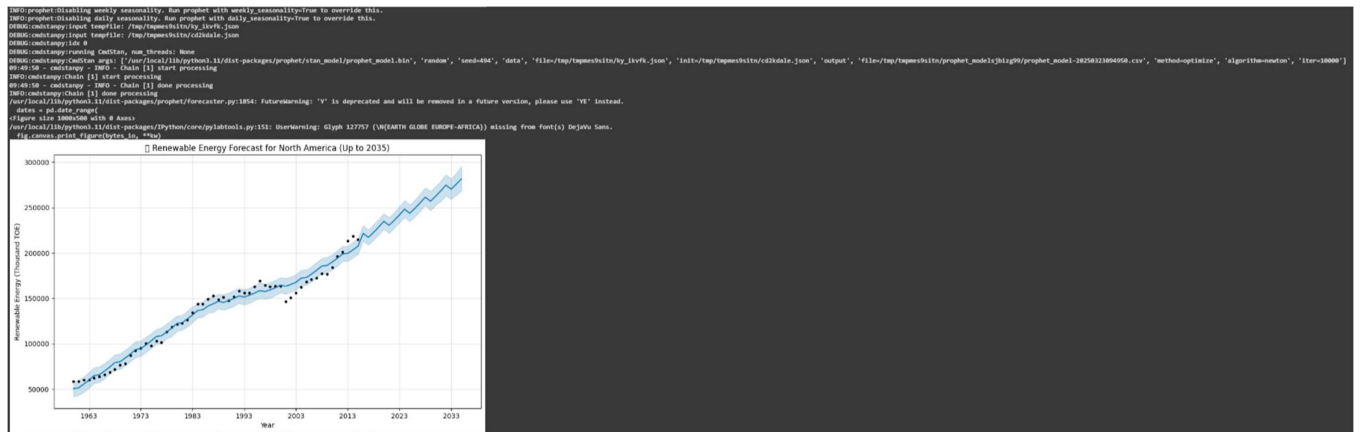 INFO:prophet:Disabling weekly seasonality. Run prophet with weekly_seasonality=True to override this.
INFO:prophet:Disabling daily seasonality. Run prophet with daily_seasonality=True to override this.
DEBUG:cmdstanpy:input tempfile: /tmp/tmpmes9sitn/ky_ikvfk.json
DEBUG:cmdstanpy:input tempfile: /tmp/tmpmes9sitn/cd2kdale.json
DEBUG:cmdstanpy:idx 0
DEBUG:cmdstanpy:running CmdStan, num_threads: None
DEBUG:cmdstanpy:CmdStan args: ['/usr/local/lib/python3.11/dist-packages/prophet/stan_model/prophet_model.bin', 'random', 'seed=494', 'data', 'file=/tmp/tmpmes9sitn/ky_ikvfk.json', 'init=/tmp/tmpmes9sitn/cd2kdale.json', 'output', 'file=/tmp/tmpmes9sitn/prophet_modelsjbizg99/prophet_model-20250323094950.csv', 'method=optimize', 'algorithm=newton', 'iter=10000']
09:49:50 - cmdstanpy - INFO - Chain [1] start processing
INFO:cmdstanpy:Chain [1] start processing
09:49:50 - cmdstanpy - INFO - Chain [1] done processing
INFO:cmdstanpy:Chain [1] done processing
/usr/local/lib/python3.11/dist-packages/prophet/forecaster.py:1854: FutureWarning: 'Y' is deprecated and will be removed in a future version, please use 'YE' instead.
dates = pd.date_range(
<Figure size 1000x500 with 0 Axes>
/usr/local/lib/python3.11/dist-packages/IPython/core/pylabtools.py:151: UserWarning: Glyph 127757 (\N{EARTH GLOBE EUROPE-AFRICA}) missing from font(s) DejaVu Sans.
fig.canvas.print_figure(bytes_io, **kw)
Renewable Energy Forecast for North America (Up to 2035)
Renewable Energy (Thousand TOE)
300000
250000
200000
150000
100000
50000
1963 1973 1983 1993 2003 2013 2023 2033
Year